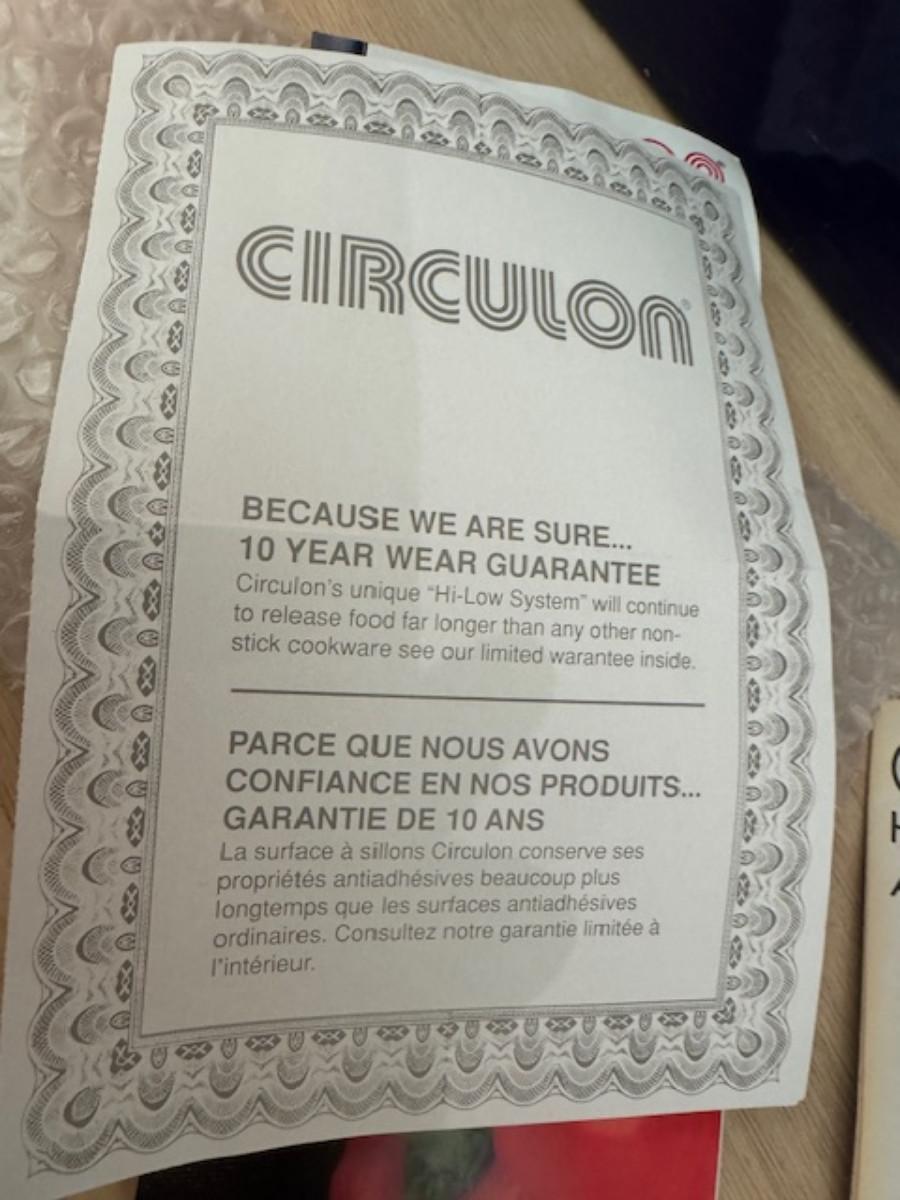 CIRCULON®
BECAUSE WE ARE SURE...
10 YEAR WEAR GUARANTEE
Circulon's unique "Hi-Low System" will continue
to release food far longer than any other non-
stick cookware see our limited warantee inside.
PARCE QUE NOUS AVONS
CONFIANCE EN NOS PRODUITS...
GARANTIE DE 10 ANS
La surface à sillons Circulon conserve ses
propriétés antiadhésives beaucoup plus
longtemps que les surfaces antiadhésives
ordinaires. Consultez notre garantie limitée à
l'intérieur.